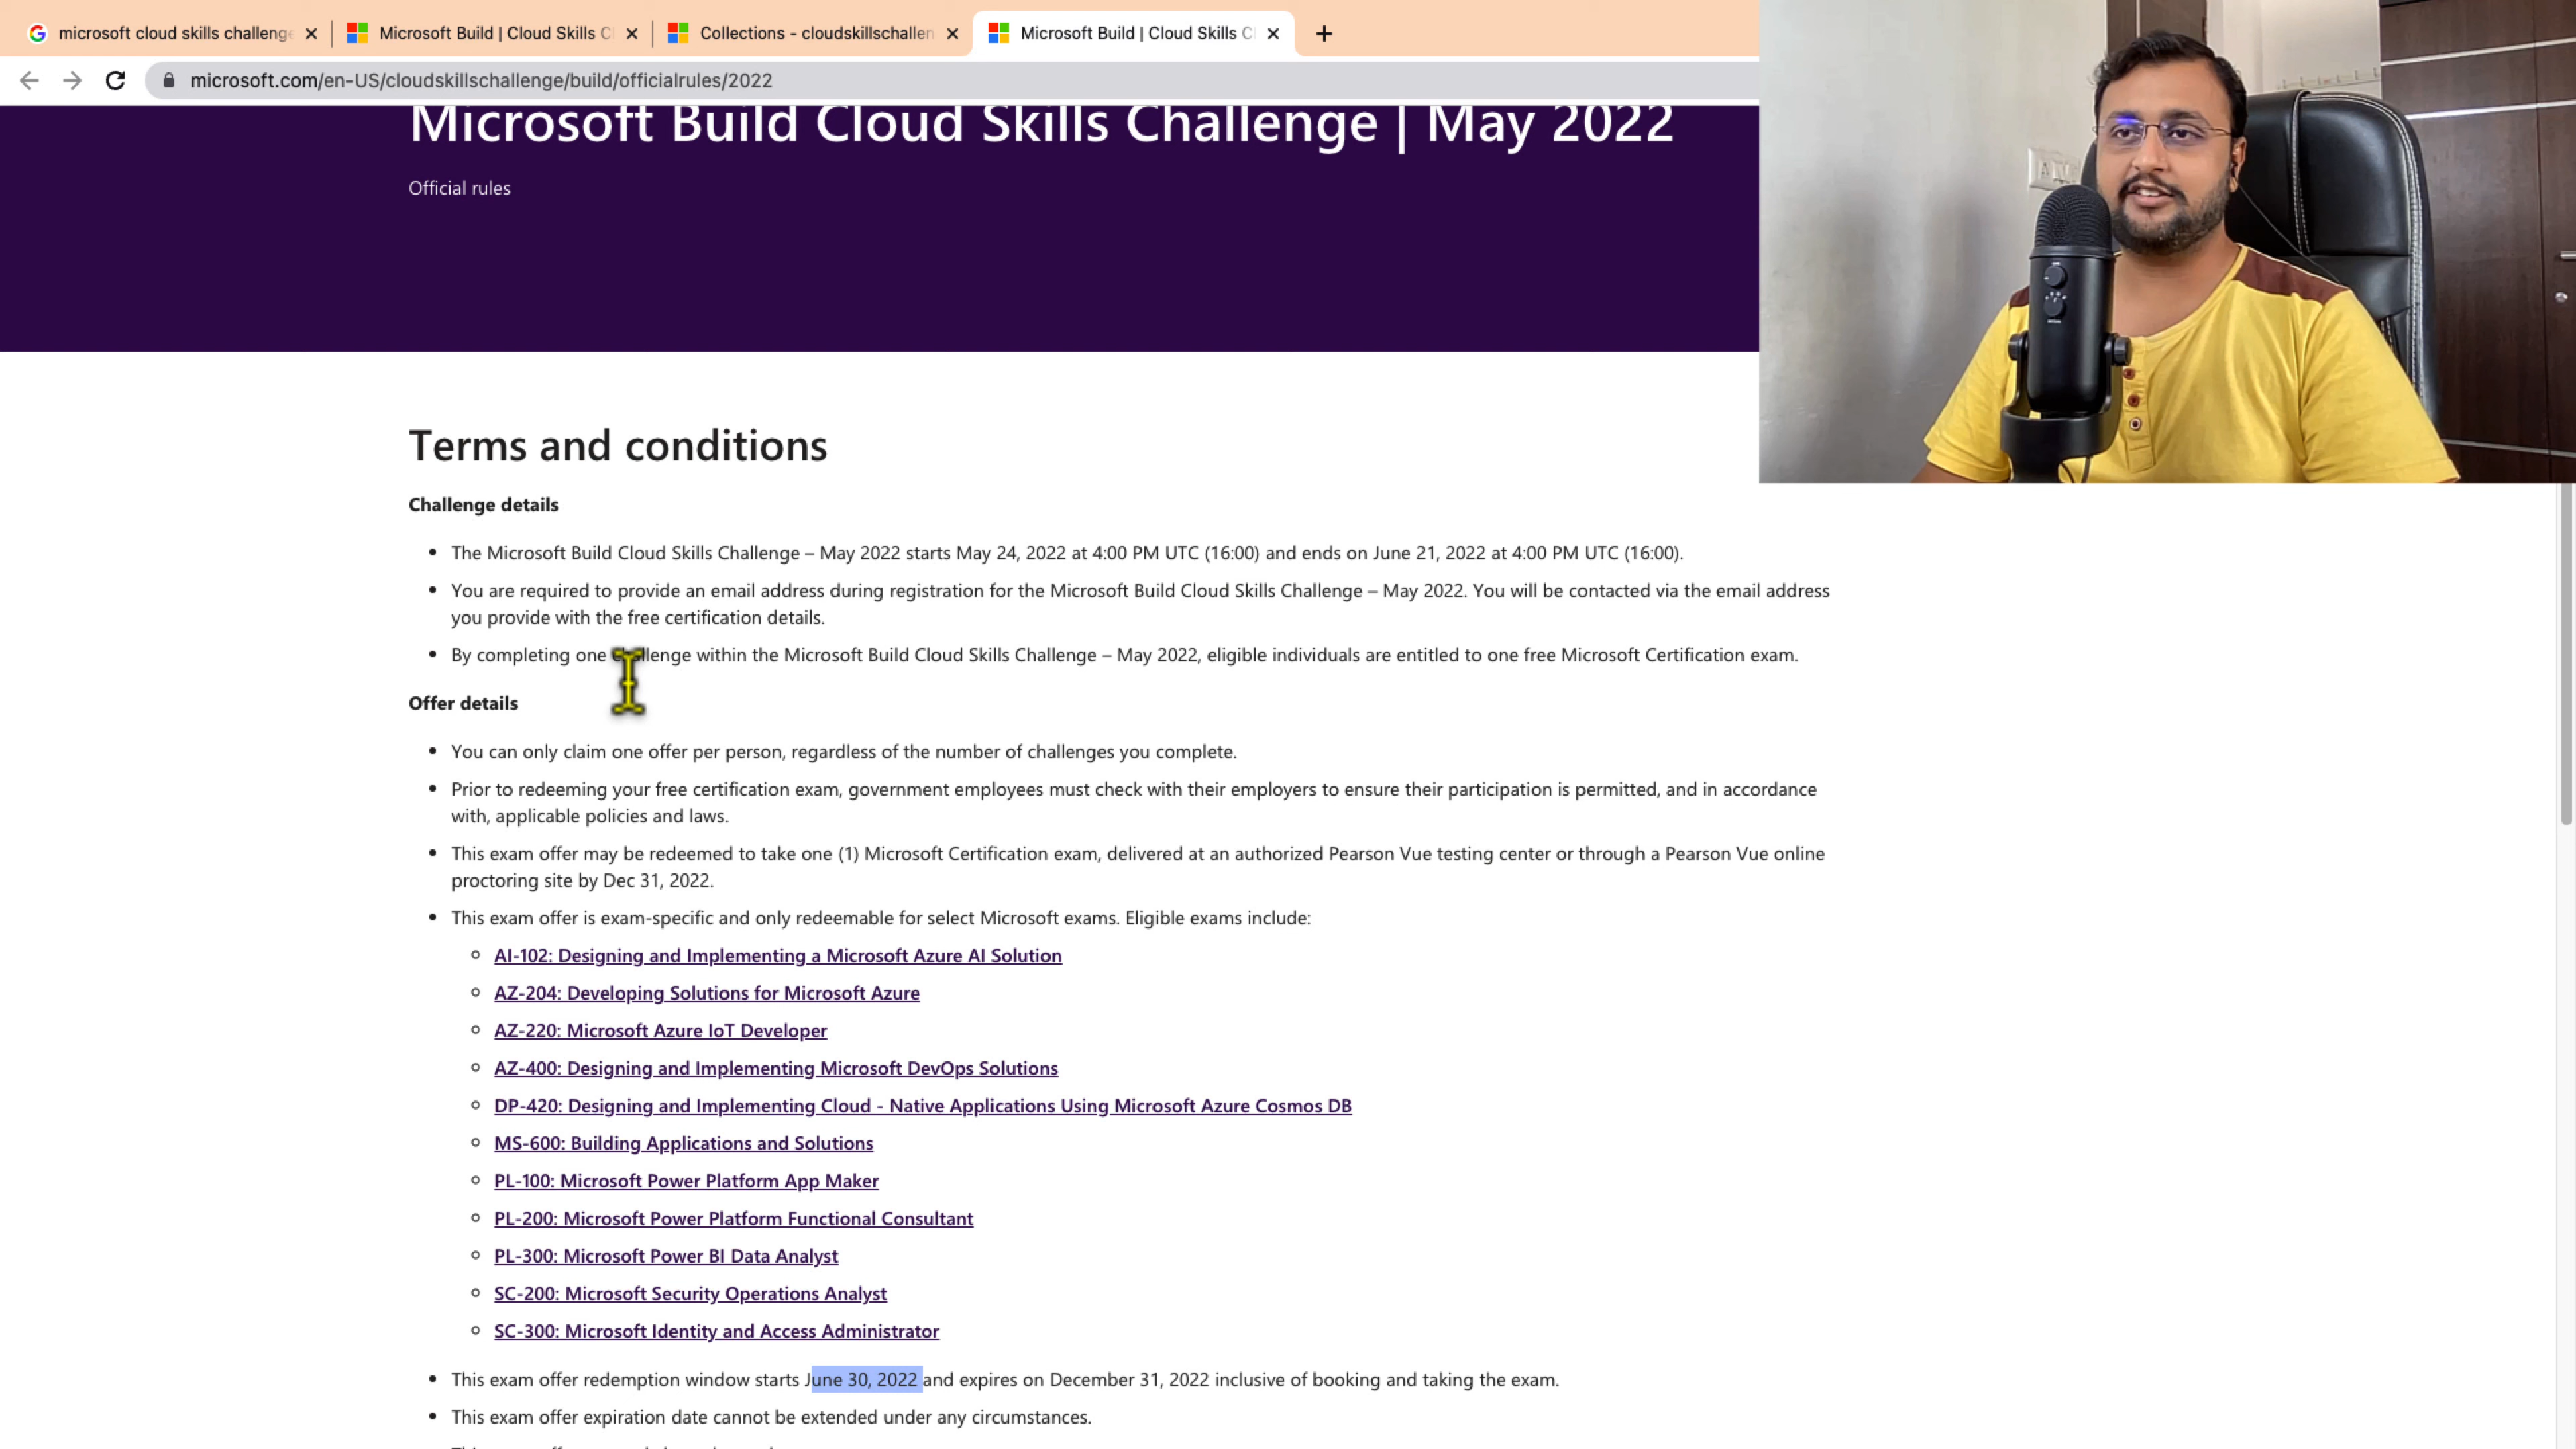 microsoft cloud skills challenge
Microsoft Build | Cloud Skills C
Collections - cloudskillschallen
Microsoft Build | Cloud Skills C
microsoft.com/en-US/cloudskillschallenge/build/officialrules/2022
Microsoft Build Cloud Skills Challenge | May 2022
Official rules
Terms and conditions
Challenge details
• The Microsoft Build Cloud Skills Challenge – May 2022 starts May 24, 2022 at 4:00 PM UTC (16:00) and ends on June 21, 2022 at 4:00 PM UTC (16:00).
• You are required to provide an email address during registration for the Microsoft Build Cloud Skills Challenge – May 2022. You will be contacted via the email address
you provide with the free certification details.
• By completing one challenge within the Microsoft Build Cloud Skills Challenge – May 2022, eligible individuals are entitled to one free Microsoft Certification exam.
Offer details
• You can only claim one offer per person, regardless of the number of challenges you complete.
• Prior to redeeming your free certification exam, government employees must check with their employers to ensure their participation is permitted, and in accordance
with, applicable policies and laws.
• This exam offer may be redeemed to take one (1) Microsoft Certification exam, delivered at an authorized Pearson Vue testing center or through a Pearson Vue online
proctoring site by Dec 31, 2022.
• This exam offer is exam-specific and only redeemable for select Microsoft exams. Eligible exams include:
AI-102: Designing and Implementing a Microsoft Azure AI Solution
AZ-204: Developing Solutions for Microsoft Azure
AZ-220: Microsoft Azure IoT Developer
AZ-400: Designing and Implementing Microsoft DevOps Solutions
DP-420: Designing and Implementing Cloud - Native Applications Using Microsoft Azure Cosmos DB
MS-600: Building Applications and Solutions
PL-100: Microsoft Power Platform App Maker
PL-200: Microsoft Power Platform Functional Consultant
PL-300: Microsoft Power BI Data Analyst
SC-200: Microsoft Security Operations Analyst
SC-300: Microsoft Identity and Access Administrator
• This exam offer redemption window starts June 30, 2022 and expires on December 31, 2022 inclusive of booking and taking the exam.
• This exam offer expiration date cannot be extended under any circumstances.